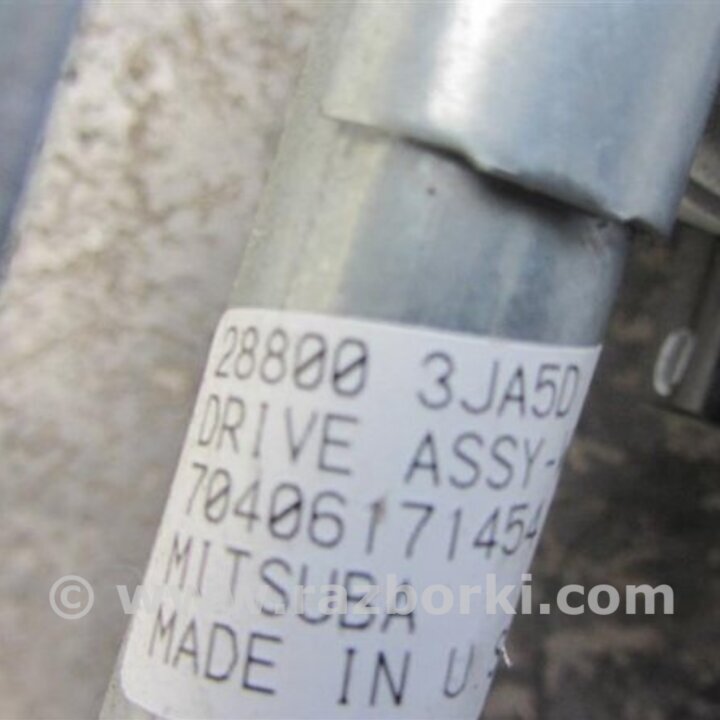 28800 3JA5D
DRIVE ASSY-
70406171454
MITSUBA
© www.razborki.com
MADE IN U.S